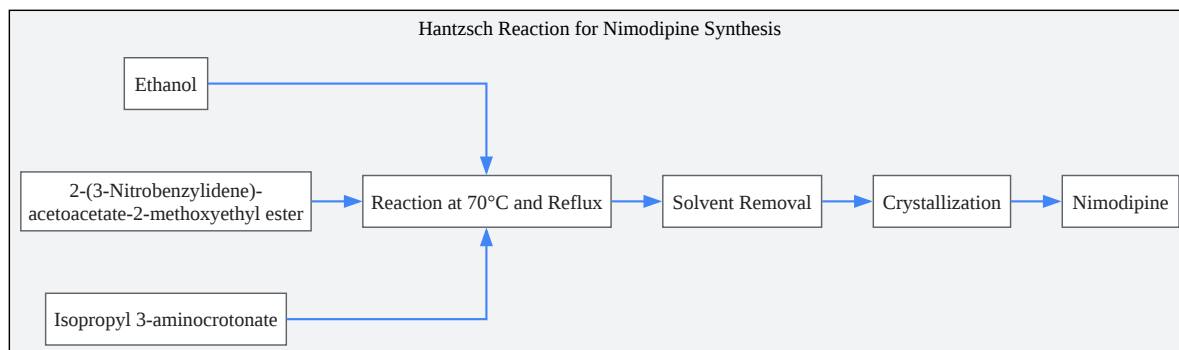 Hantzsch Reaction for Nimodipine Synthesis
Ethanol
2-(3-Nitrobenzylidene)-
acetoacetate-2-methoxyethyl ester
Reaction at 70°C and Reflux
Solvent Removal
Crystallization
Nimodipine
Isopropyl 3-aminocrotonate